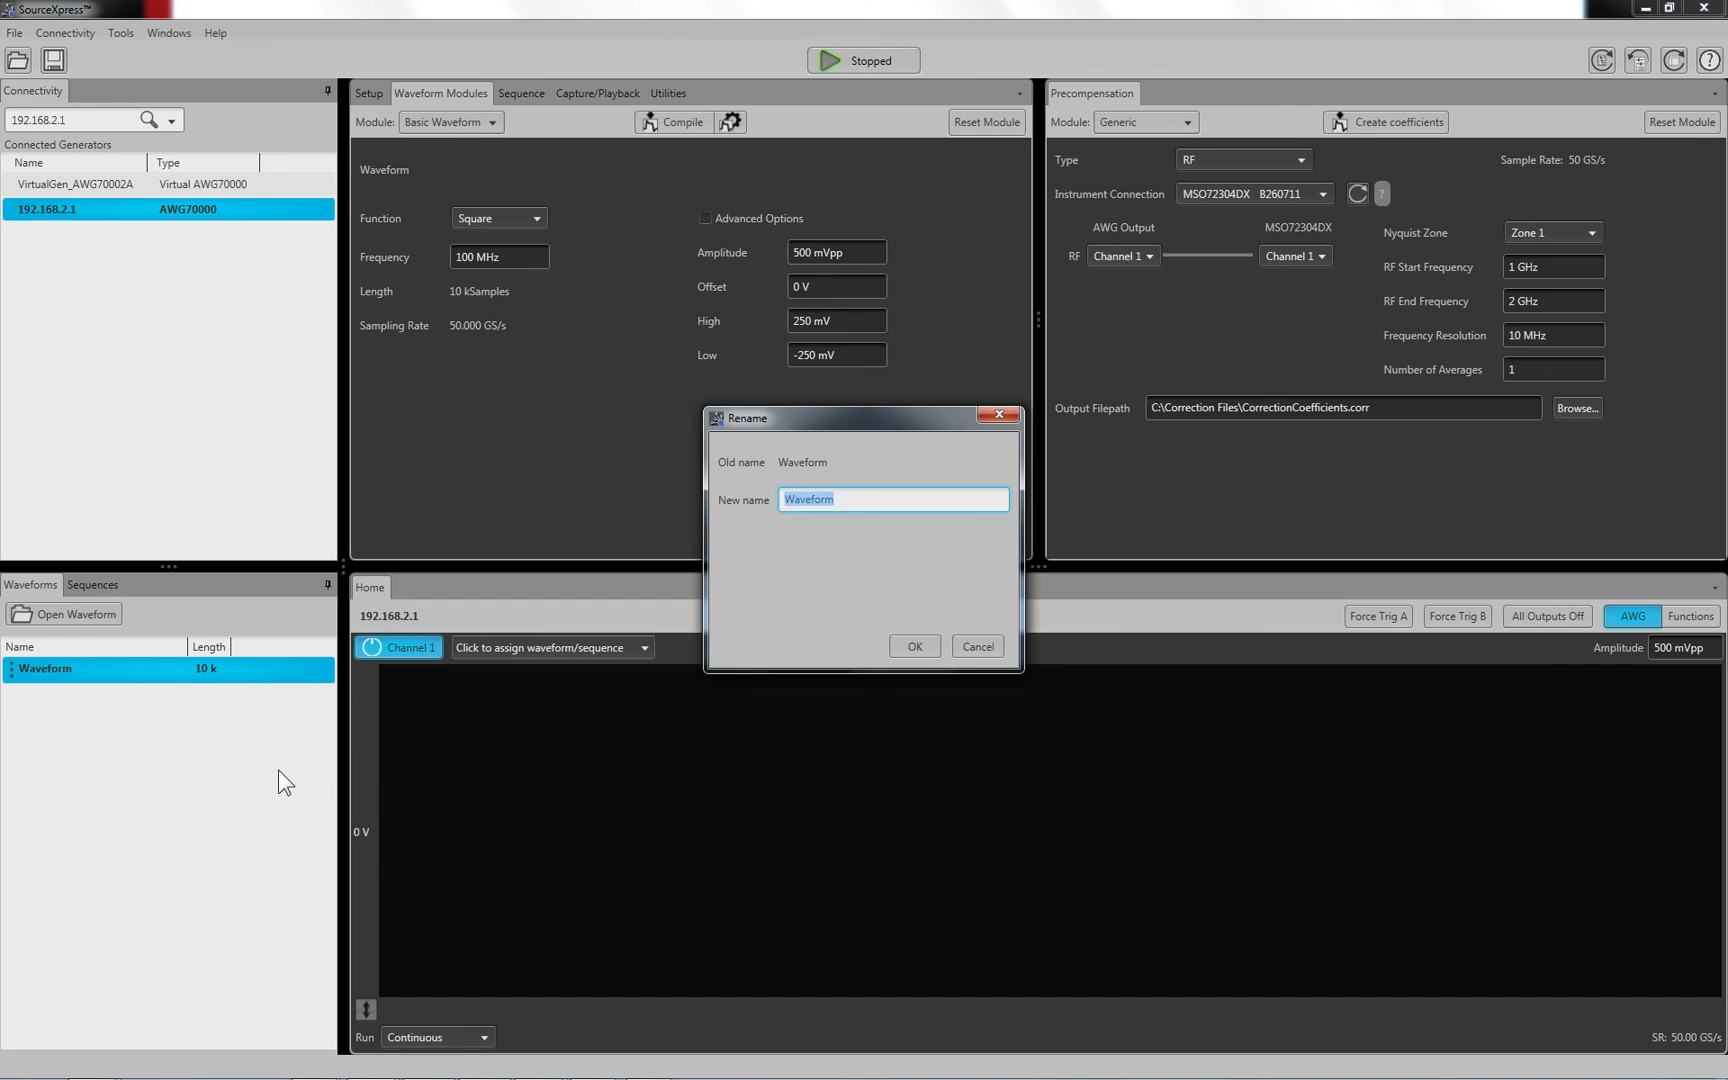 SourceXpress™
File Connectivity Tools Windows Help
Stopped
Connectivity
192.168.2.1
Connected Generators
Name Type
VirtualGen_AWG70002A Virtual AWG70000
192.168.2.1 AWG70000
Setup Waveform Modules Sequence Capture/Playback Utilities
Module: Basic Waveform Compile Reset Module
Waveform
Function Square Advanced Options
Frequency 100 MHz Amplitude 500 mVpp
Length 10 kSamples Offset 0 V
Sampling Rate 50.000 GS/s High 250 mV
Low -250 mV
Precompensation
Module: Generic Create coefficients Reset Module
Type RF Sample Rate: 50 GS/s
Instrument Connection MSO72304DX B260711 ?
AWG Output MSO72304DX Nyquist Zone Zone 1
RF Channel 1 Channel 1 RF Start Frequency 1 GHz
RF End Frequency 2 GHz
Frequency Resolution 10 MHz
Number of Averages 1
Output Filepath C:\Correction Files\CorrectionCoefficients.corr Browse...
Rename
Old name Waveform
New name Waveform
OK Cancel
Waveforms Sequences
Open Waveform
Name Length
Waveform 10 k
Home
192.168.2.1 Force Trig A Force Trig B All Outputs Off AWG Functions
Channel 1 Click to assign waveform/sequence Amplitude 500 mVpp
0 V
Run Continuous SR: 50.00 GS/s